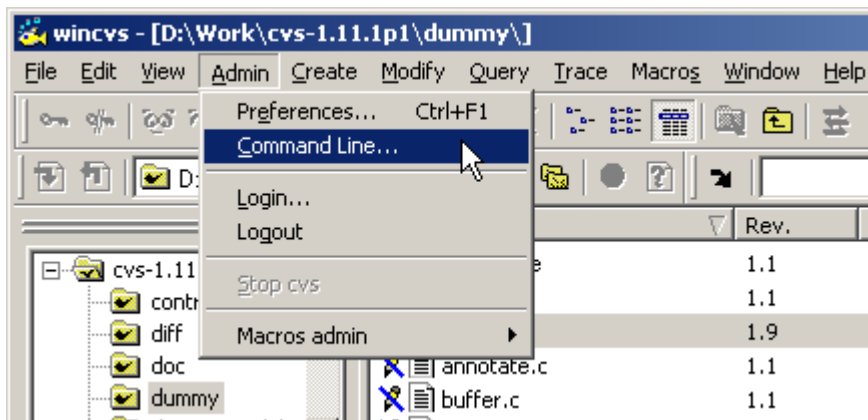 wincvs - [D:\Work\cvs-1.11.1p1\dummy\]
File Edit View Admin Create Modify Query Trace Macros Window Help
Preferences... Ctrl+F1
Command Line...
D:
Login...
Logout
Rev.
cvs-1.11
1.1
contr
1.1
Stop cvs
diff
1.9
Macros admin
doc
annotate.c
1.1
dummy
buffer.c
1.1